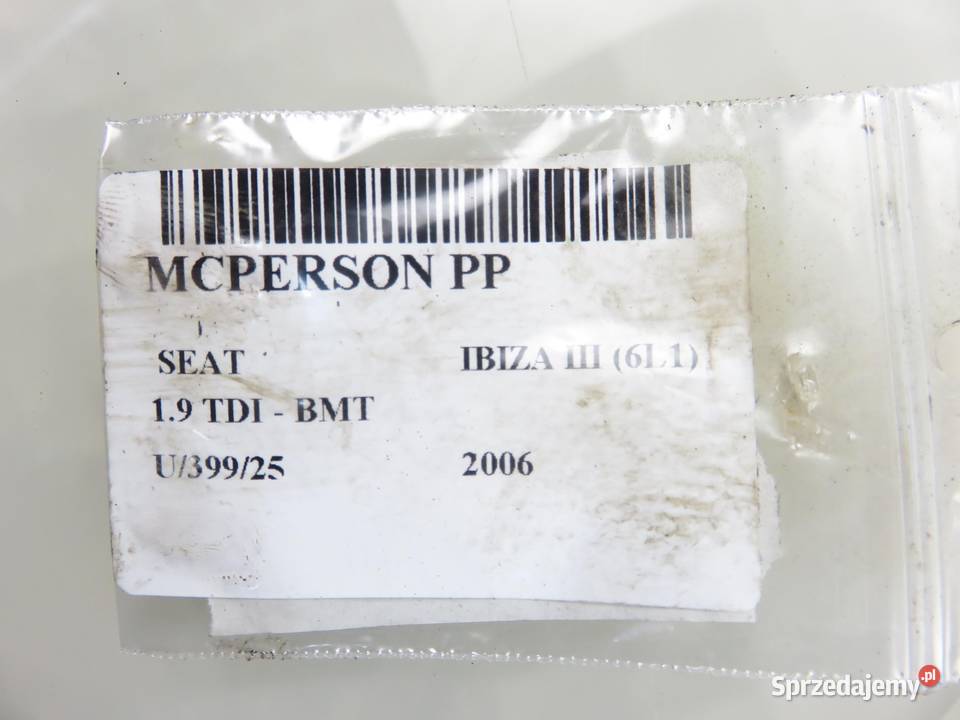 MCPERSON PP
SEAT IBIZA III (6L1)
1.9 TDI - BMT
U/399/25 2006
Sprzedajemy.pl